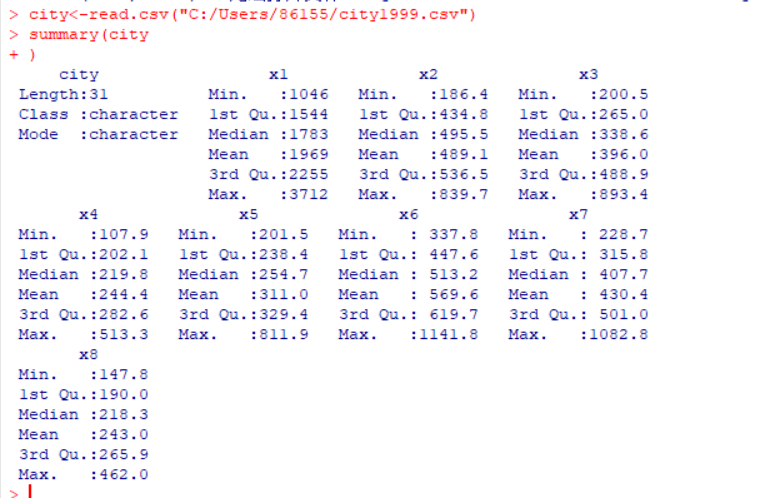 > city<-read.csv("C:/Users/86155/city1999.csv")
> summary(city
+ )
     city                 x1             x2              x3
 Length:31          Min.   :1046   Min.   :186.4   Min.   :200.5
 Class :character   1st Qu.:1544   1st Qu.:434.8   1st Qu.:265.0
 Mode  :character   Median :1783   Median :495.5   Median :338.6
                    Mean   :1969   Mean   :489.1   Mean   :396.0
                    3rd Qu.:2255   3rd Qu.:536.5   3rd Qu.:488.9
                    Max.   :3712   Max.   :839.7   Max.   :893.4
       x4              x5              x6               x7
 Min.   :107.9   Min.   :201.5   Min.   : 337.8   Min.   : 228.7
 1st Qu.:202.1   1st Qu.:238.4   1st Qu.: 447.6   1st Qu.: 315.8
 Median :219.8   Median :254.7   Median : 513.2   Median : 407.7
 Mean   :244.4   Mean   :311.0   Mean   : 569.6   Mean   : 430.4
 3rd Qu.:282.6   3rd Qu.:329.4   3rd Qu.: 619.7   3rd Qu.: 501.0
 Max.   :513.3   Max.   :811.9   Max.   :1141.8   Max.   :1082.8
       x8
 Min.   :147.8
 1st Qu.:190.0
 Median :218.3
 Mean   :243.0
 3rd Qu.:265.9
 Max.   :462.0
>